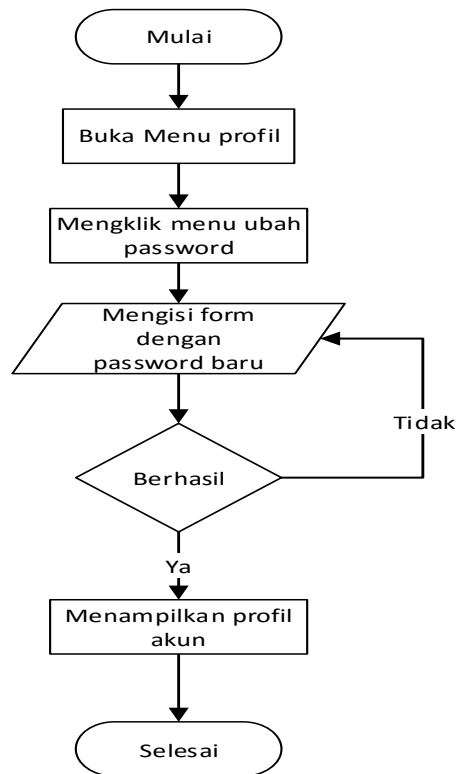 Mulai
Buka Menu profil
Mengklik menu ubah
password
Mengisi form
dengan
password baru
Tidak
Berhasil
Ya
Menampilkan profil
akun
Selesai